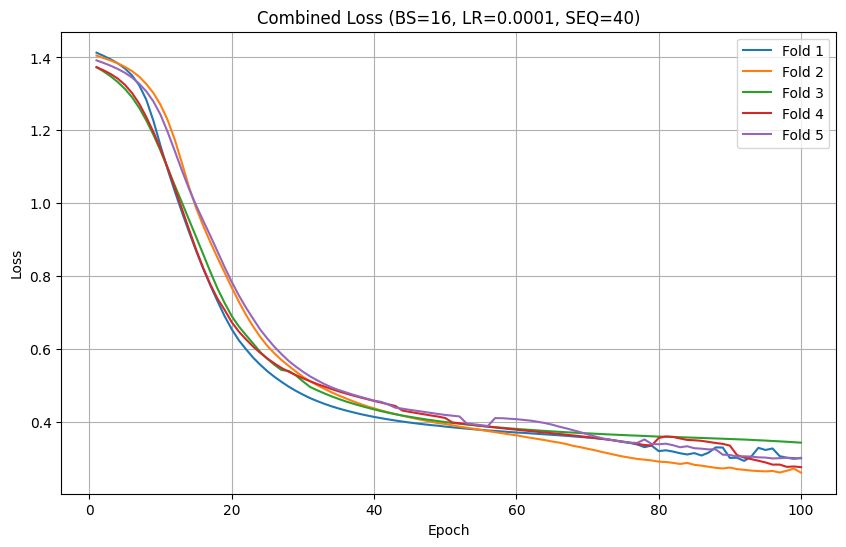 Combined Loss (BS=16, LR=0.0001, SEQ=40)
Fold 1
Fold 2
Fold 3
Fold 4
Fold 5
Loss
1.4
1.2
1.0
0.8
0.6
0.4
0
20
40
60
80
100
Epoch